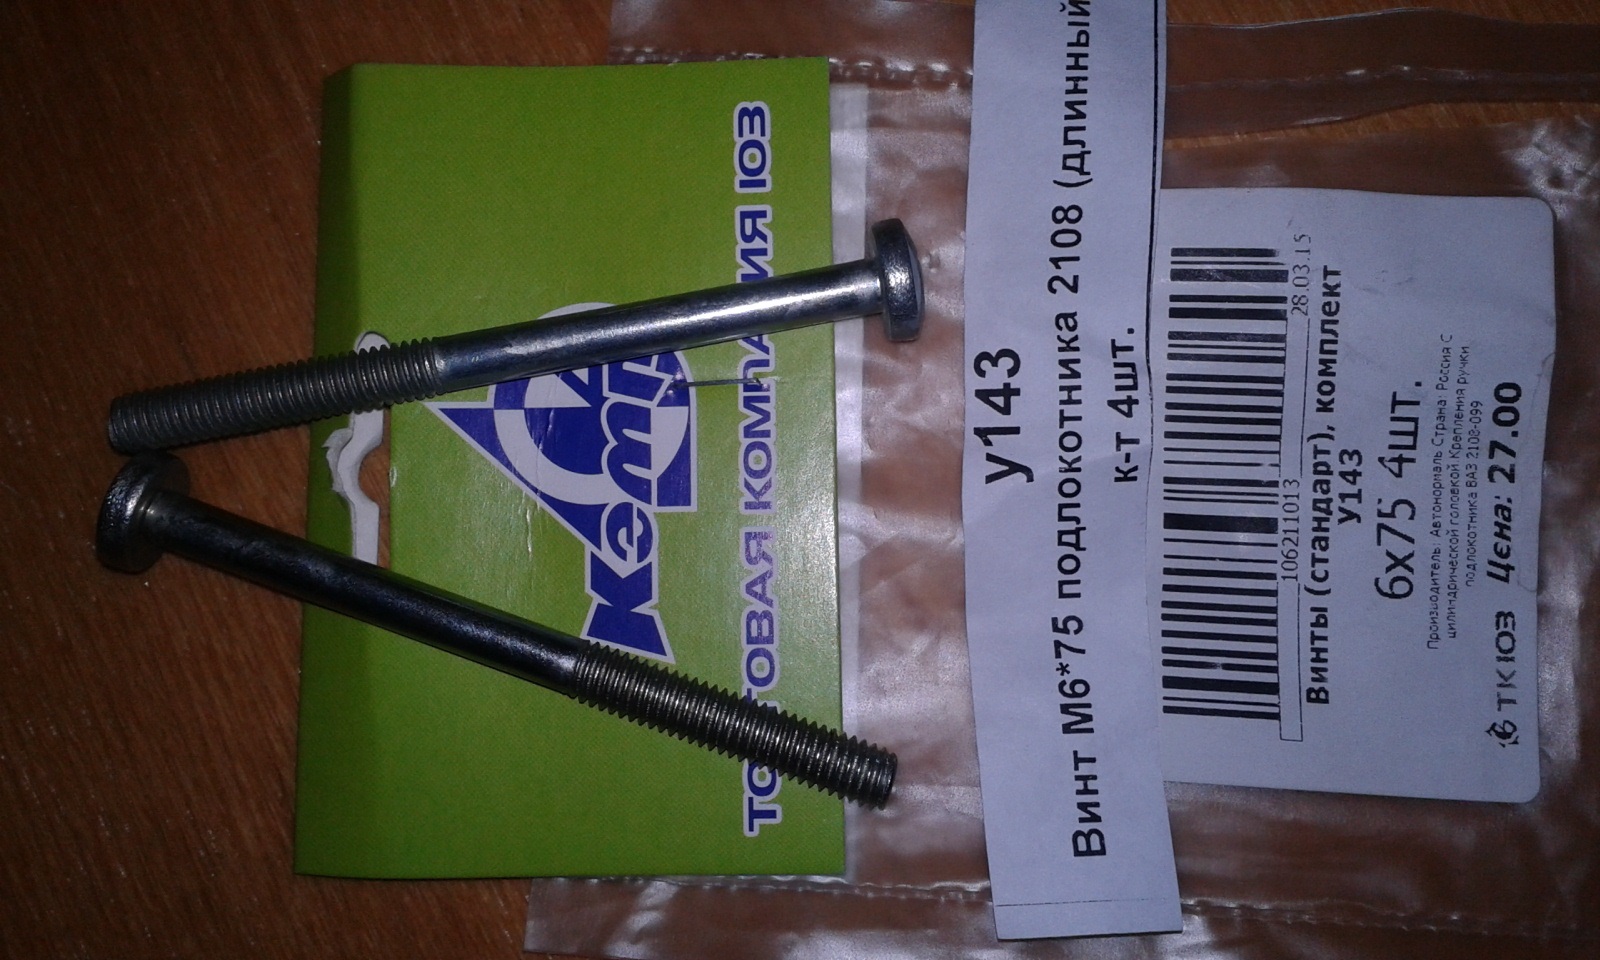 ТОРГОВАЯ КОМПАНИЯ ЮЗ
Кемп
у143
Винт М6*75 подлокотника 2108 (длинный
к-т 4шт.
28.03.15
106211013
Винты (стандарт), комплект
У143
6х75 4шт.
Производитель: Автонормаль Страна: Россия С
цилиндрической головкой Крепления ручки
подлокотника ВАЗ 2108-099
ТК ЮЗ Цена: 27.00